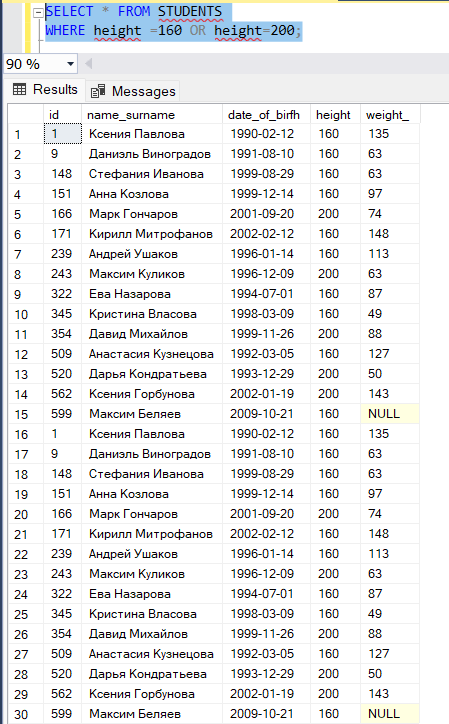 SELECT * FROM STUDENTS
WHERE height =160 OR height=200;
90 %
Results Messages
id name_surname date_of_birfh height weight_
1 1 Ксения Павлова 1990-02-12 160 135
2 9 Даниэль Виноградов 1991-08-10 160 63
3 148 Стефания Иванова 1999-08-29 160 63
4 151 Анна Козлова 1999-12-14 160 97
5 166 Марк Гончаров 2001-09-20 200 74
6 171 Кирилл Митрофанов 2002-02-12 160 148
7 239 Андрей Ушаков 1996-01-14 160 113
8 243 Максим Куликов 1996-12-09 200 63
9 322 Ева Назарова 1994-07-01 160 87
10 345 Кристина Власова 1998-03-09 160 49
11 354 Давид Михайлов 1999-11-26 200 88
12 509 Анастасия Кузнецова 1992-03-05 160 127
13 520 Дарья Кондратьева 1993-12-29 200 50
14 562 Ксения Горбунова 2002-01-19 200 143
15 599 Максим Беляев 2009-10-21 160 NULL
16 1 Ксения Павлова 1990-02-12 160 135
17 9 Даниэль Виноградов 1991-08-10 160 63
18 148 Стефания Иванова 1999-08-29 160 63
19 151 Анна Козлова 1999-12-14 160 97
20 166 Марк Гончаров 2001-09-20 200 74
21 171 Кирилл Митрофанов 2002-02-12 160 148
22 239 Андрей Ушаков 1996-01-14 160 113
23 243 Максим Куликов 1996-12-09 200 63
24 322 Ева Назарова 1994-07-01 160 87
25 345 Кристина Власова 1998-03-09 160 49
26 354 Давид Михайлов 1999-11-26 200 88
27 509 Анастасия Кузнецова 1992-03-05 160 127
28 520 Дарья Кондратьева 1993-12-29 200 50
29 562 Ксения Горбунова 2002-01-19 200 143
30 599 Максим Беляев 2009-10-21 160 NULL